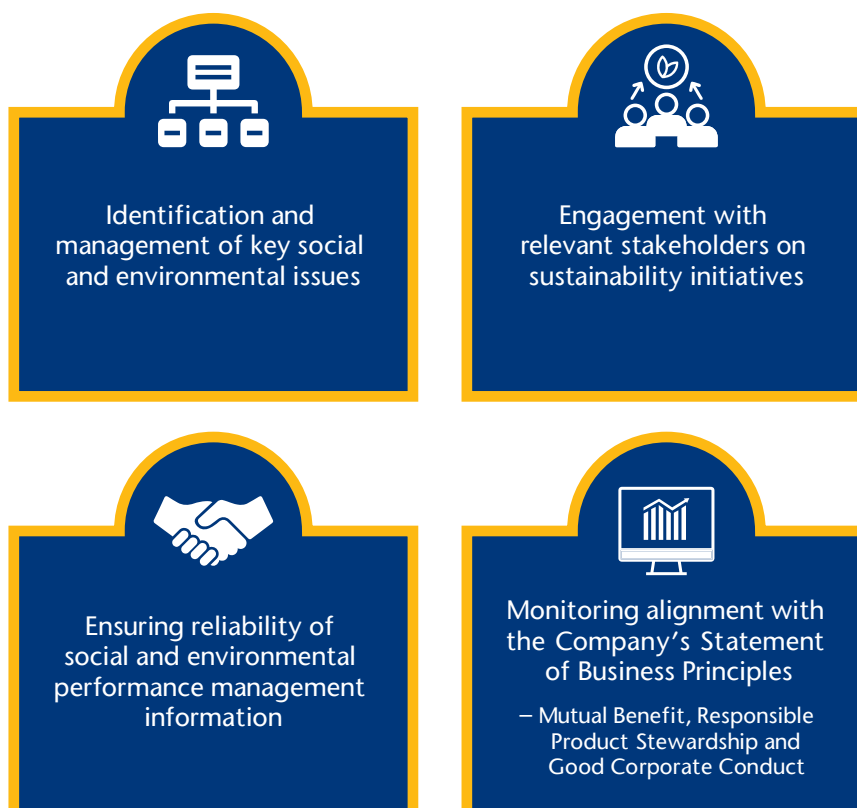 Identification and
management of key social
and environmental issues
Engagement with
relevant stakeholders on
sustainability initiatives
Ensuring reliability of
social and environmental
performance management
information
Monitoring alignment with
the Company’s Statement
of Business Principles
– Mutual Benefit, Responsible
Product Stewardship and
Good Corporate Conduct